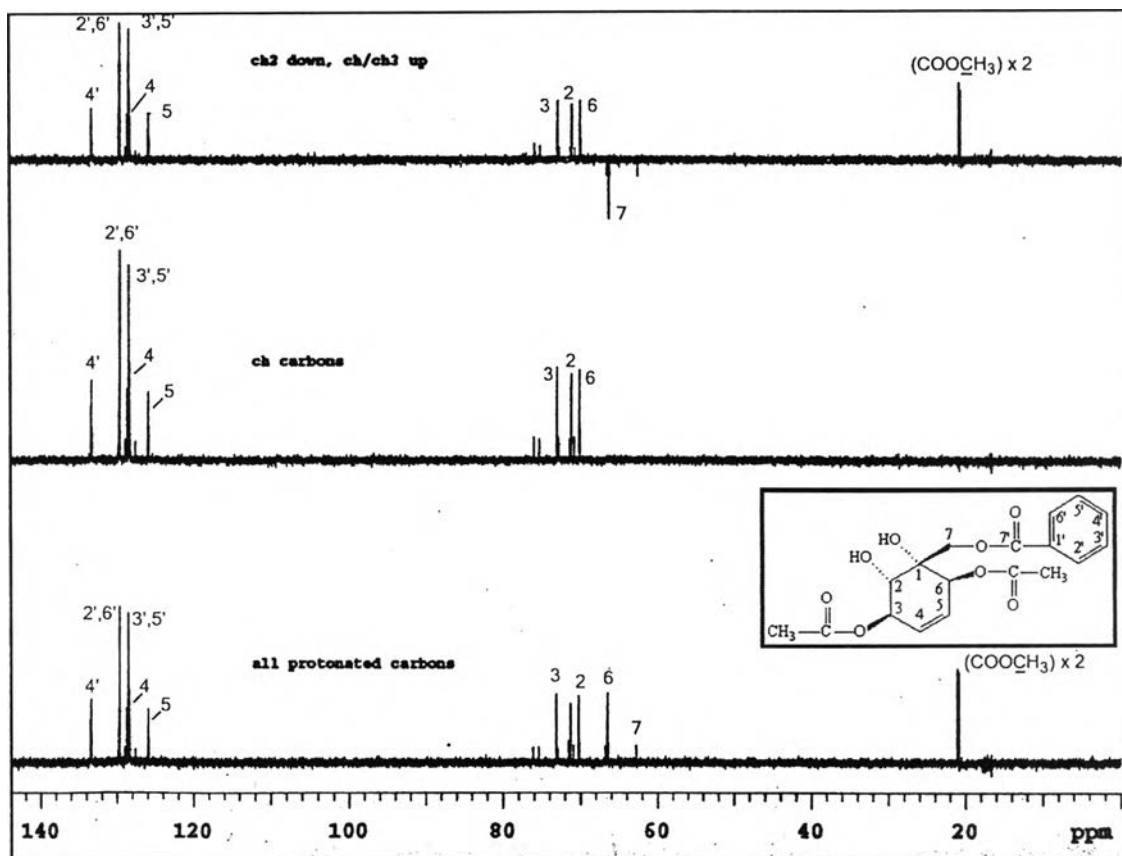 2',6'
3',5'
4'
4
5
ch2 down, ch/ch3 up
3
2
6
7
(COOCH3) x 2
2',6'
3',5'
4'
4
5
ch carbons
3
2
6
2',6'
3',5'
4'
4
5
all protonated carbons
3
2
6
7
(COOCH3) x 2
O
5'
6'
4'
HO
7
O
7'
C
1'
3'
2'
HO
1
O
2
6
O
C
CH3
3
5
O
4
O
CH3
C
O
140 120 100 80 60 40 20 ppm